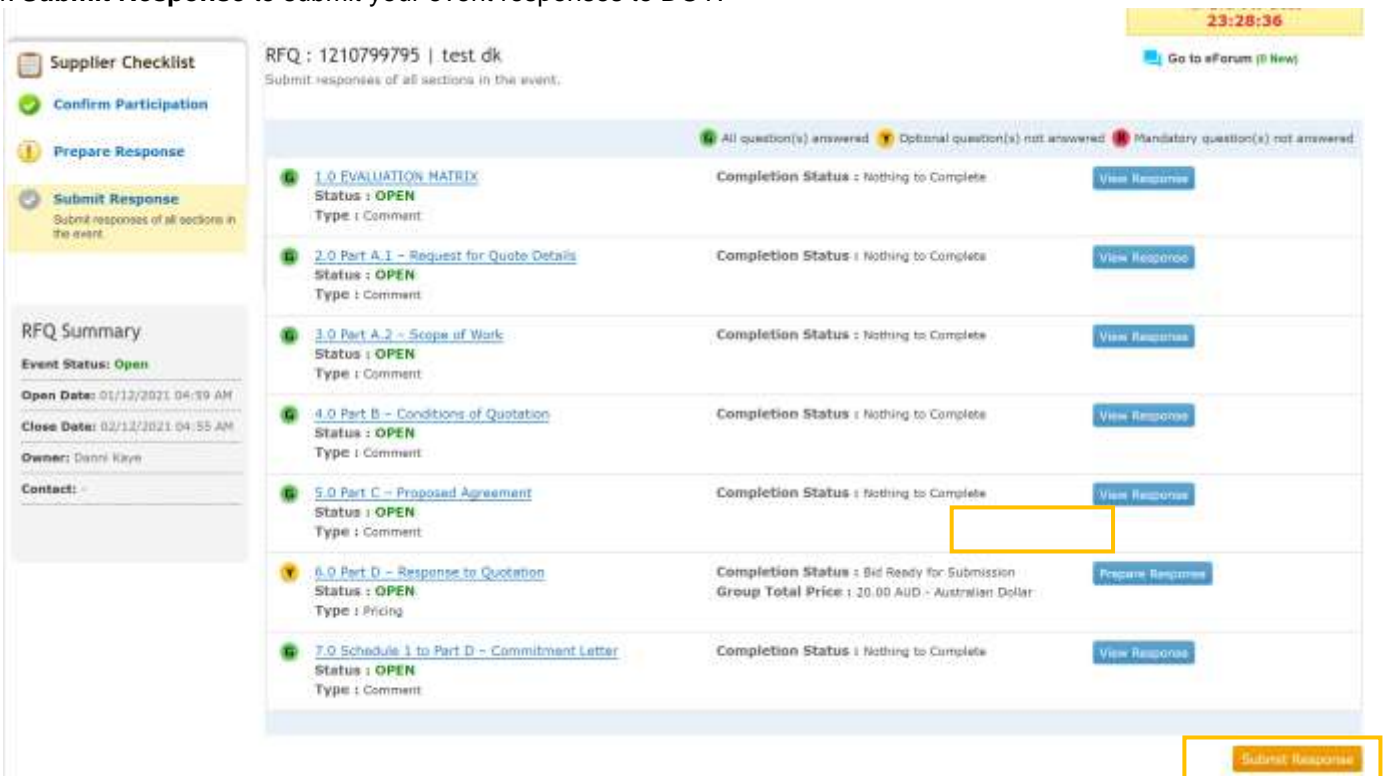 Submit Response to submit your event responses to
23:28:36
Supplier Checklist
Confirm Participation
Prepare Response
Submit Response
Submit responses of all sections in
the event
RFQ : 1210799795 | test dk
Submit responses of all sections in the event.
Go to eForum (0 New)
G All question(s) answered Y Optional question(s) not answered R Mandatory question(s) not answered
G 1.0 EVALUATION MATRIX Completion Status : Nothing to Complete View Response
Status : OPEN
Type : Comment
G 2.0 Part A.1 – Request for Quote Details Completion Status : Nothing to Complete View Response
Status : OPEN
Type : Comment
RFQ Summary
Event Status: Open
Open Date: 01/12/2021 04:59 AM
Close Date: 02/12/2021 04:55 AM
Owner: Danni Kaye
Contact: -
G 3.0 Part A.2 – Scope of Work Completion Status : Nothing to Complete View Response
Status : OPEN
Type : Comment
G 4.0 Part B – Conditions of Quotation Completion Status : Nothing to Complete View Response
Status : OPEN
Type : Comment
G 5.0 Part C – Proposed Agreement Completion Status : Nothing to Complete View Response
Status : OPEN
Type : Comment
Y 6.0 Part D – Response to Quotation Completion Status : Bid Ready for Submission Prepare Response
Status : OPEN Group Total Price : 20.00 AUD - Australian Dollar
Type : Pricing
G 7.0 Schedule 1 to Part D – Commitment Letter Completion Status : Nothing to Complete View Response
Status : OPEN
Type : Comment
Submit Response